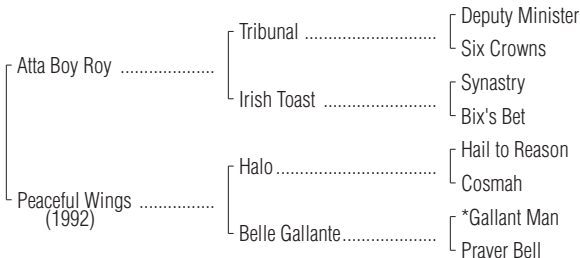 Deputy Minister
Tribunal ........................
Six Crowns
Atta Boy Roy .................
Synastry
Irish Toast .....................
Bix's Bet
Hail to Reason
Halo .............................
Cosmah
Peaceful Wings ..............
(1992)
*Gallant Man
Belle Gallante.................
Prayer Bell